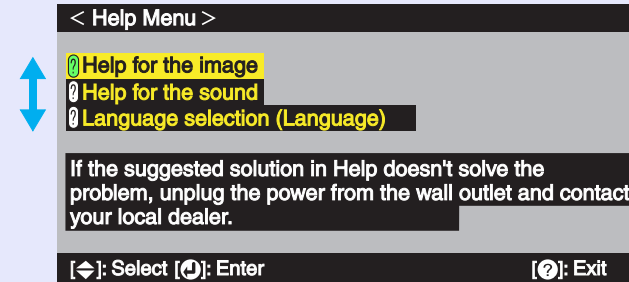 < Help Menu >
? Help for the image
? Help for the sound
? Language selection (Language)
If the suggested solution in Help doesn't solve the
problem, unplug the power from the wall outlet and contact
your local dealer.
[◆]: Select [↵]: Enter [?]: Exit